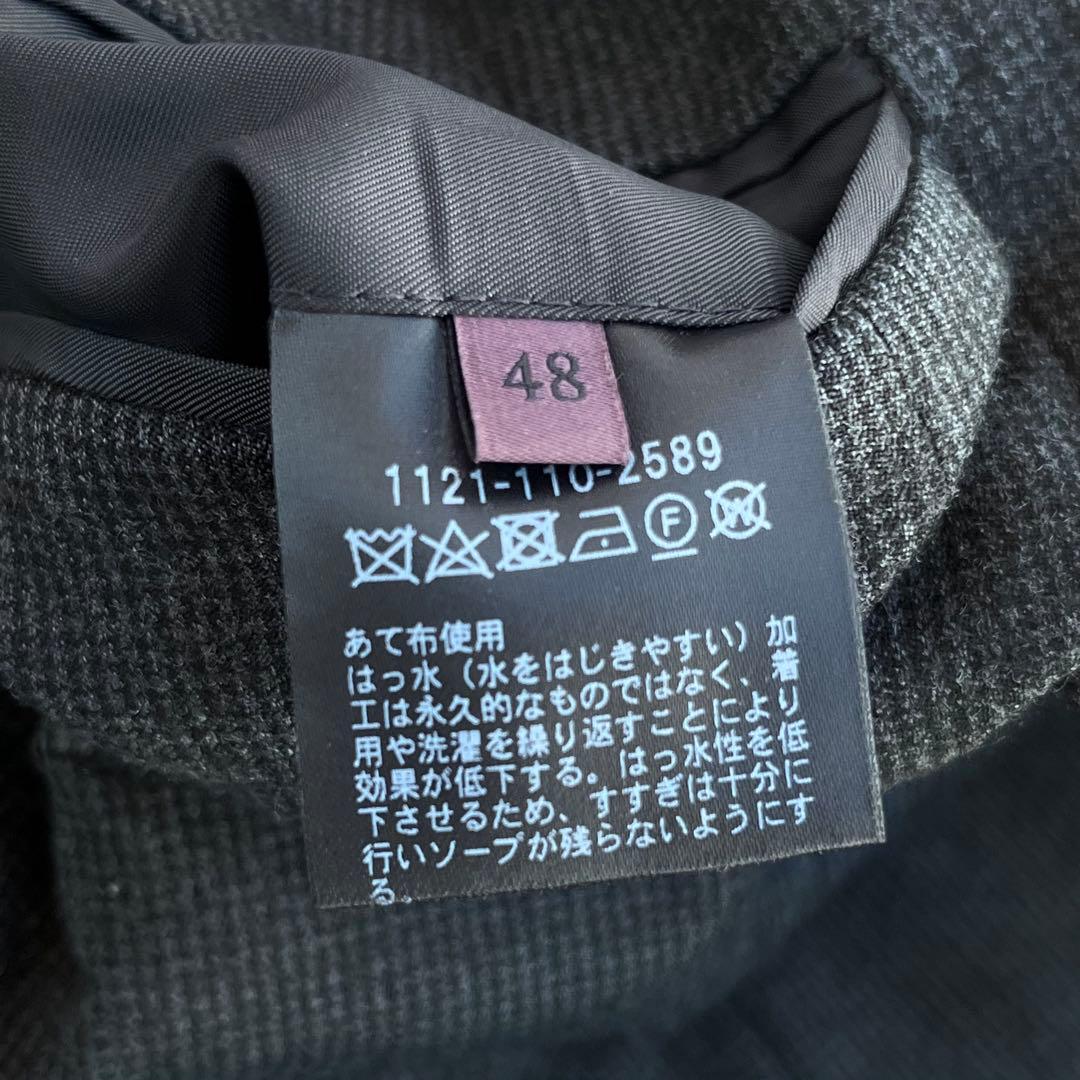 48
1121-110-2589
F
W
あて布使用
はっ水（水をはじきやすい）加
工は永久的なものではなく、着
用や洗濯を繰り返すことにより
効果が低下する。はっ水性を低
下させるため、すすぎは十分に
行いソープが残らないようにす
る。